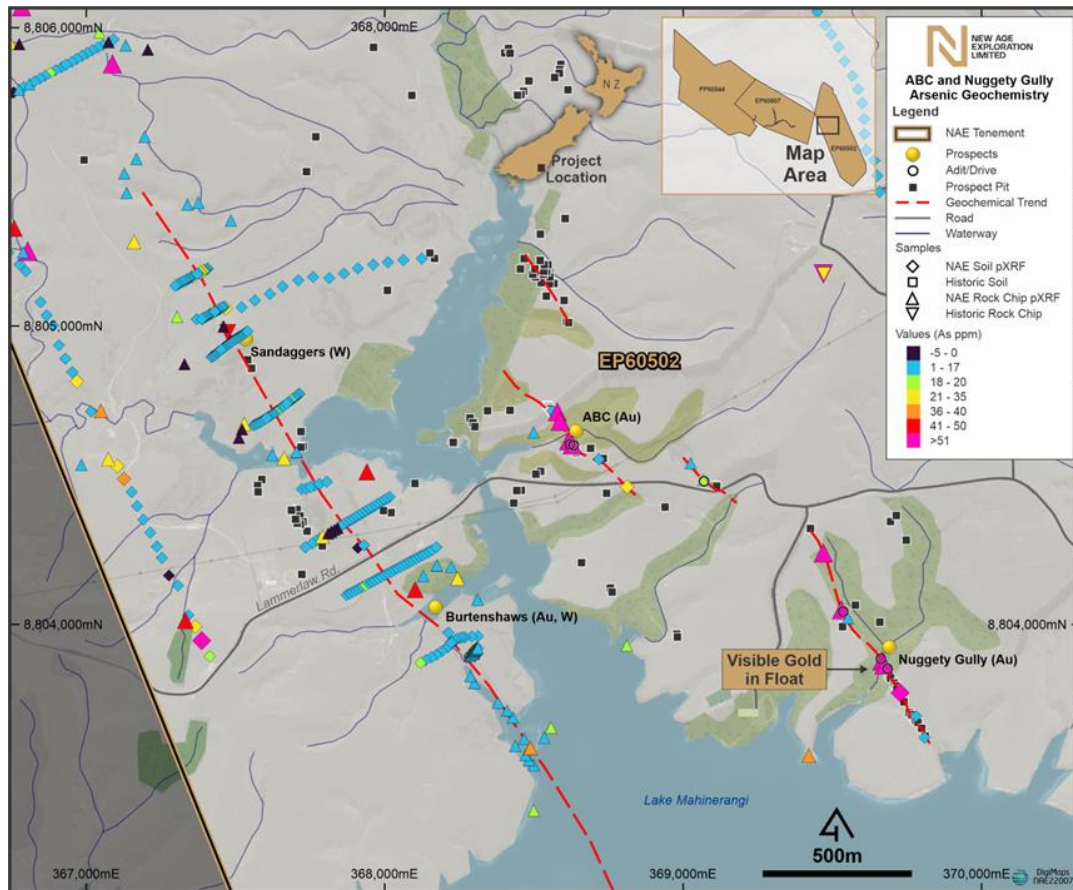 8,806,000mN
367,000mE
368,000mE
369,000mE
370,000mE
8,805,000mN
8,804,000mN
8,804,000mN
368,000mE
NZ
Project
Location
PP60544
EP60807
EP60502
Map
Area
NEW AGE
EXPLORATION
LIMITED
ABC and Nuggety Gully
Arsenic Geochemistry
Legend
NAE Tenement
Prospects
Adit/Drive
Prospect Pit
Geochemical Trend
Road
Waterway
Samples
NAE Soil pXRF
Historic Soil
NAE Rock Chip pXRF
Historic Rock Chip
Values (As ppm)
-5 - 0
1 - 17
18 - 20
21 - 35
36 - 40
41 - 50
>51
EP60502
Sandaggers (W)
ABC (Au)
Lammerlaw Rd.
Burtenshaws (Au, W)
Visible Gold
in Float
Nuggety Gully (Au)
Lake Mahinerangi
500m
DigiMaps
NAE22007